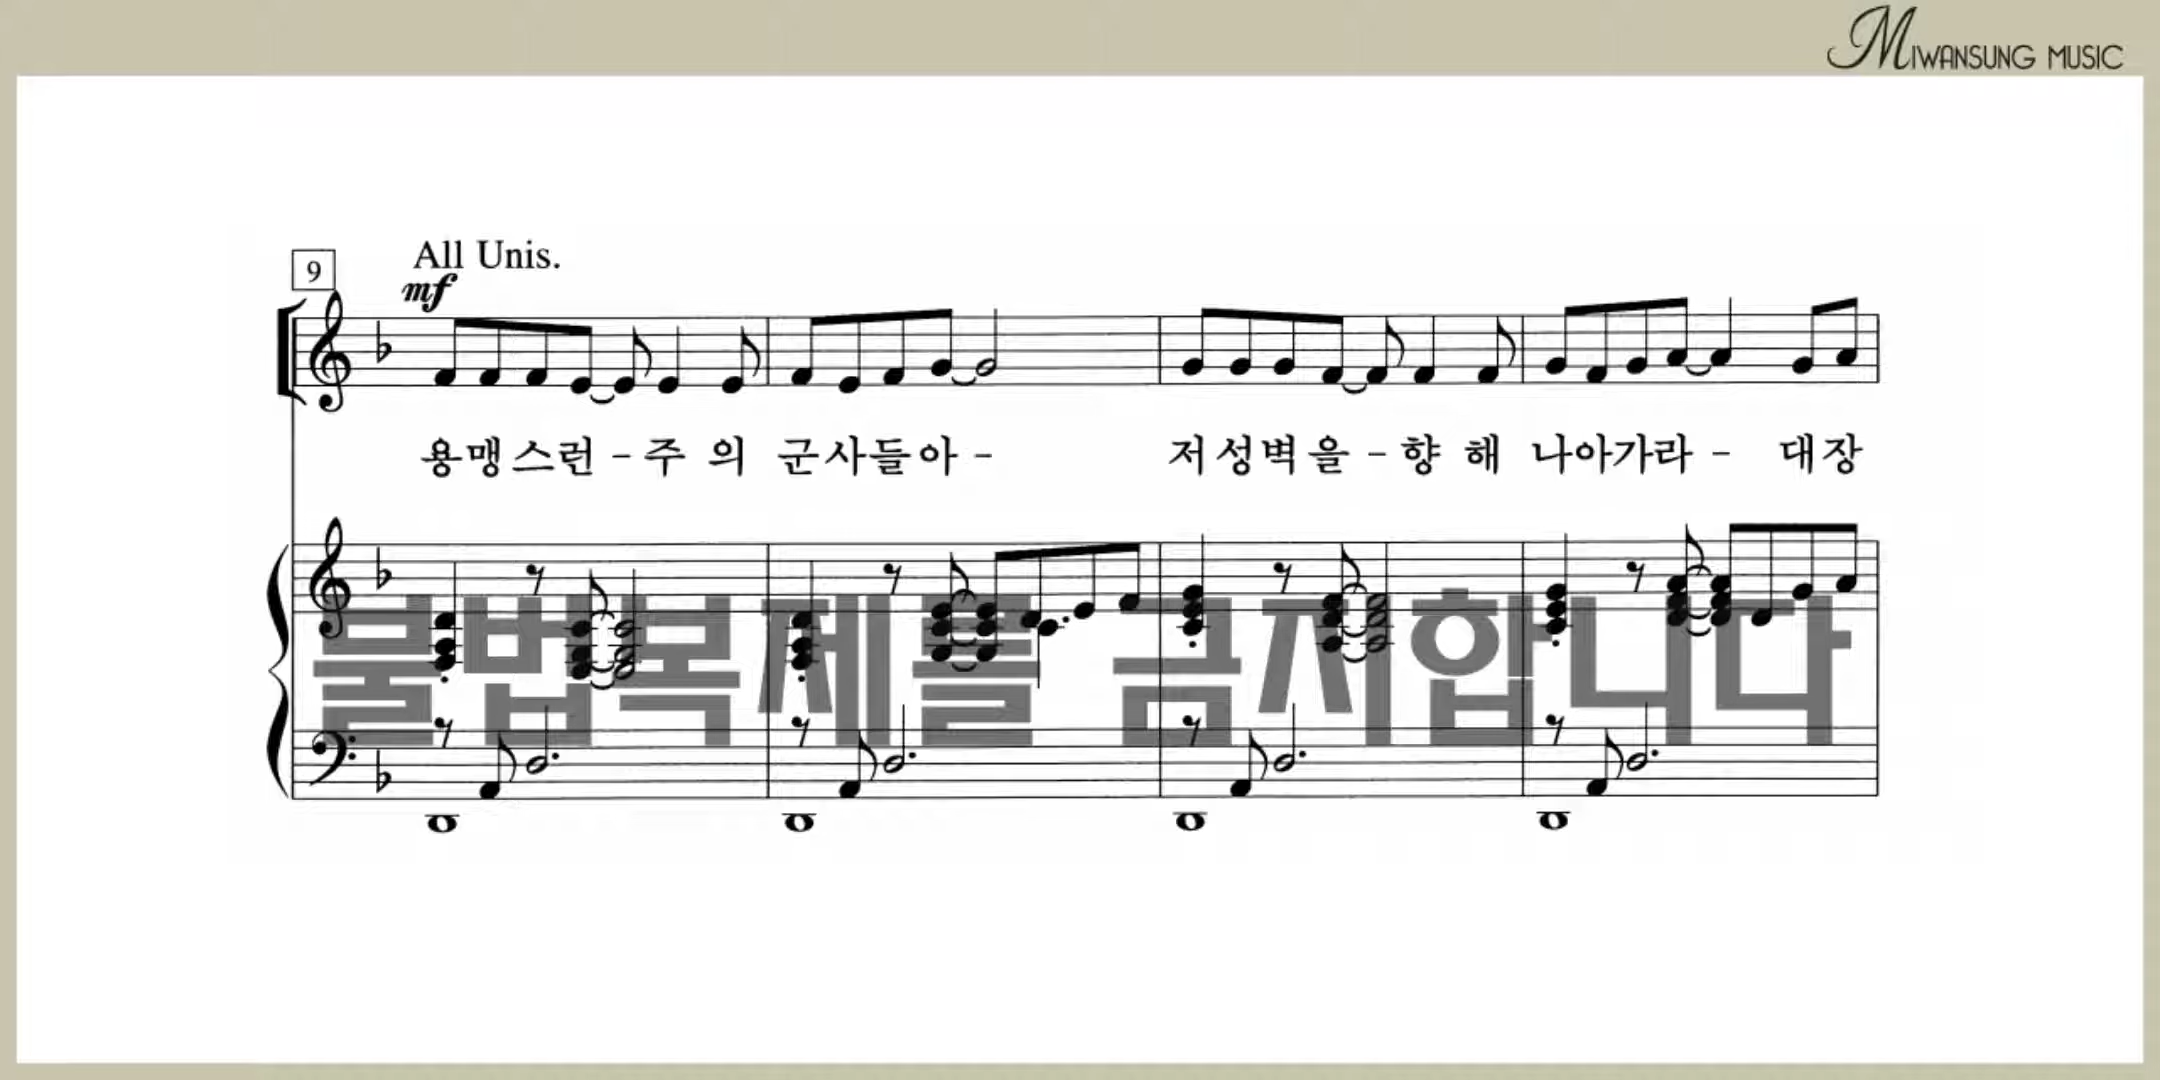 MIWANSUNG MUSIC
All Unis.
9
mf
용맹스런-주 의 군사들아- 저성벽을-향 해 나아가라- 대장
불법복제를 금지합니다